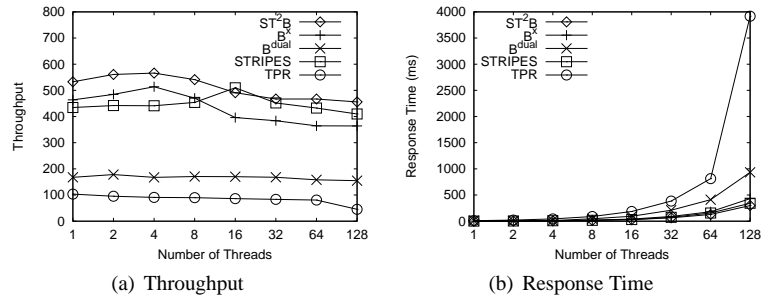 800
700
600
500
400
300
200
100
0
Throughput
ST²B
Bˣ
B^dual
STRIPES
TPR
1 2 4 8 16 32 64 128
Number of Threads
(a) Throughput
4000
3500
3000
2500
2000
1500
1000
500
0
Response Time (ms)
ST²B
Bˣ
B^dual
STRIPES
TPR
1 2 4 8 16 32 64 128
Number of Threads
(b) Response Time